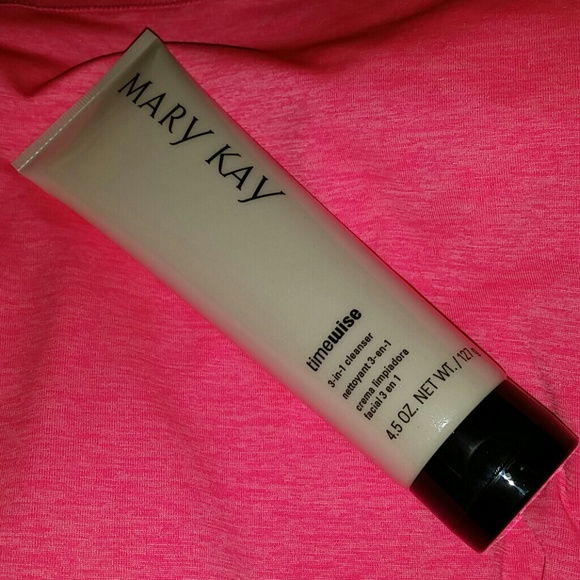 MARY KAY
timewise
3-in-1 cleanser
nettoyant 3-en-1
crema limpiadora
facial 3 en 1
4.5 OZ. NET WT. / 127 g